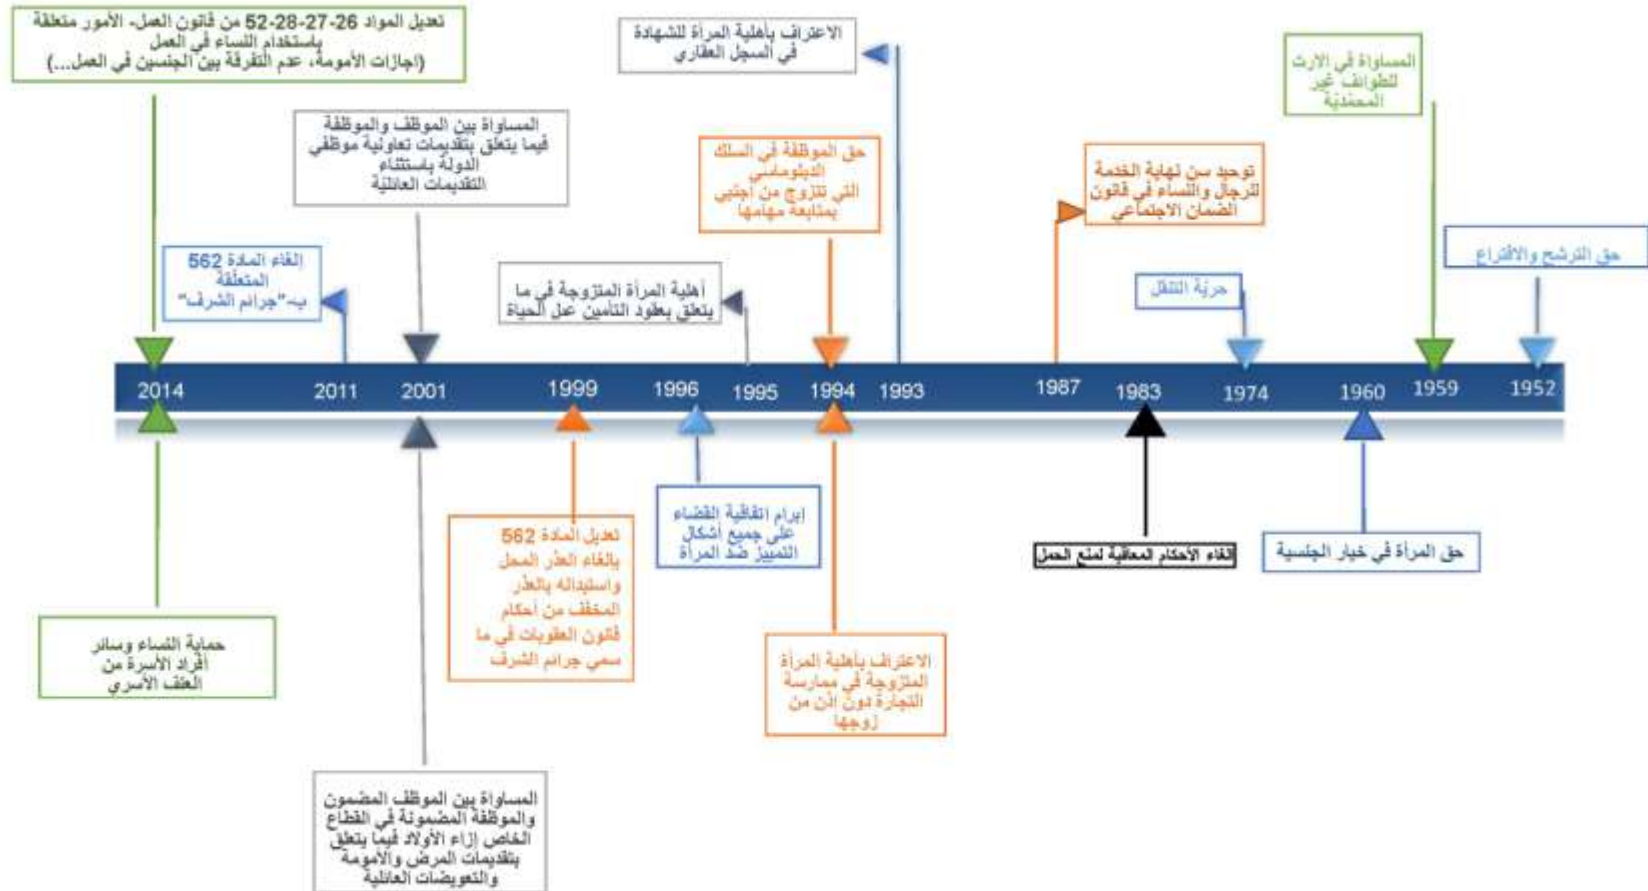 تعديل المواد 26-27-28-52 من قانون العمل- الأمور متعلقة
باستخدام النساء في العمل
(اجازات الأمومة، عدم التفرقة بين الجنسين في العمل...)
الاعتراف بأهلية المرأة للشهادة
في السجل العقاري
المساواة في الارث
للطوائف غير
المحمدية
المساواة بين الموظف والموظفة
فيما يتعلق بتقديمات تعاونية موظفي
الدولة باستثناء
التقديمات العائلية
حق الموظفة في السلك
الدبلوماسي
التي تتزوج من أجنبي
بمتابعة مهامها
توحيد سن نهاية الخدمة
للرجال والنساء في قانون
الضمان الاجتماعي
حق الترشح والاقتراع
إلغاء المادة 562
المتعلّقة
بـ-"جرائم الشرف"
أهلية المرأة المتزوجة في ما
يتعلق بعقود التأمين عل الحياة
حريّة التنقل
1952
1959
1960
1974
1983
1987
1993
1994
1995
1996
1999
2001
2011
2014
حق المرأة في خيار الجنسية
الغاء الأحكام المعاقبة لمنع الحمل
إبرام اتفاقية القضاء
على جميع أشكال
التمييز ضد المرأة
تعديل المادة 562
بإلغاء العذر المحل
واستبداله بالعذر
المخفف من أحكام
قانون العقوبات في ما
سمي جرائم الشرف
الاعتراف بأهلية المرأة
المتزوجة في ممارسة
التجارة دون اذن من
زوجها
حماية النساء وسائر
أفراد الأسرة من
العنف الأسري
المساواة بين الموظف المضمون
والموظفة المضمونة في القطاع
الخاص إزاء الأولاد فيما يتعلق
بتقديمات المرض والأمومة
والتعويضات العائلية